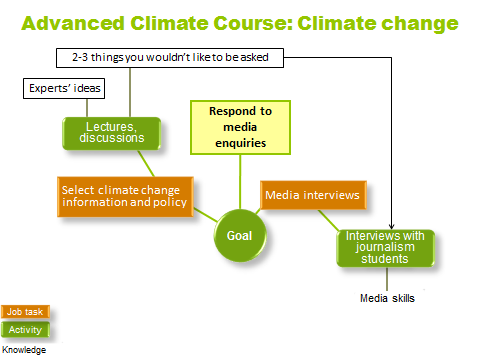 Advanced Climate Course: Climate change
2-3 things you wouldn't like to be asked
Experts' ideas
Lectures,
discussions
Respond to
media
enquiries
Select climate change
information and policy
Media interviews
Goal
Interviews with
journalism
students
Media skills
Job task
Activity
Knowledge